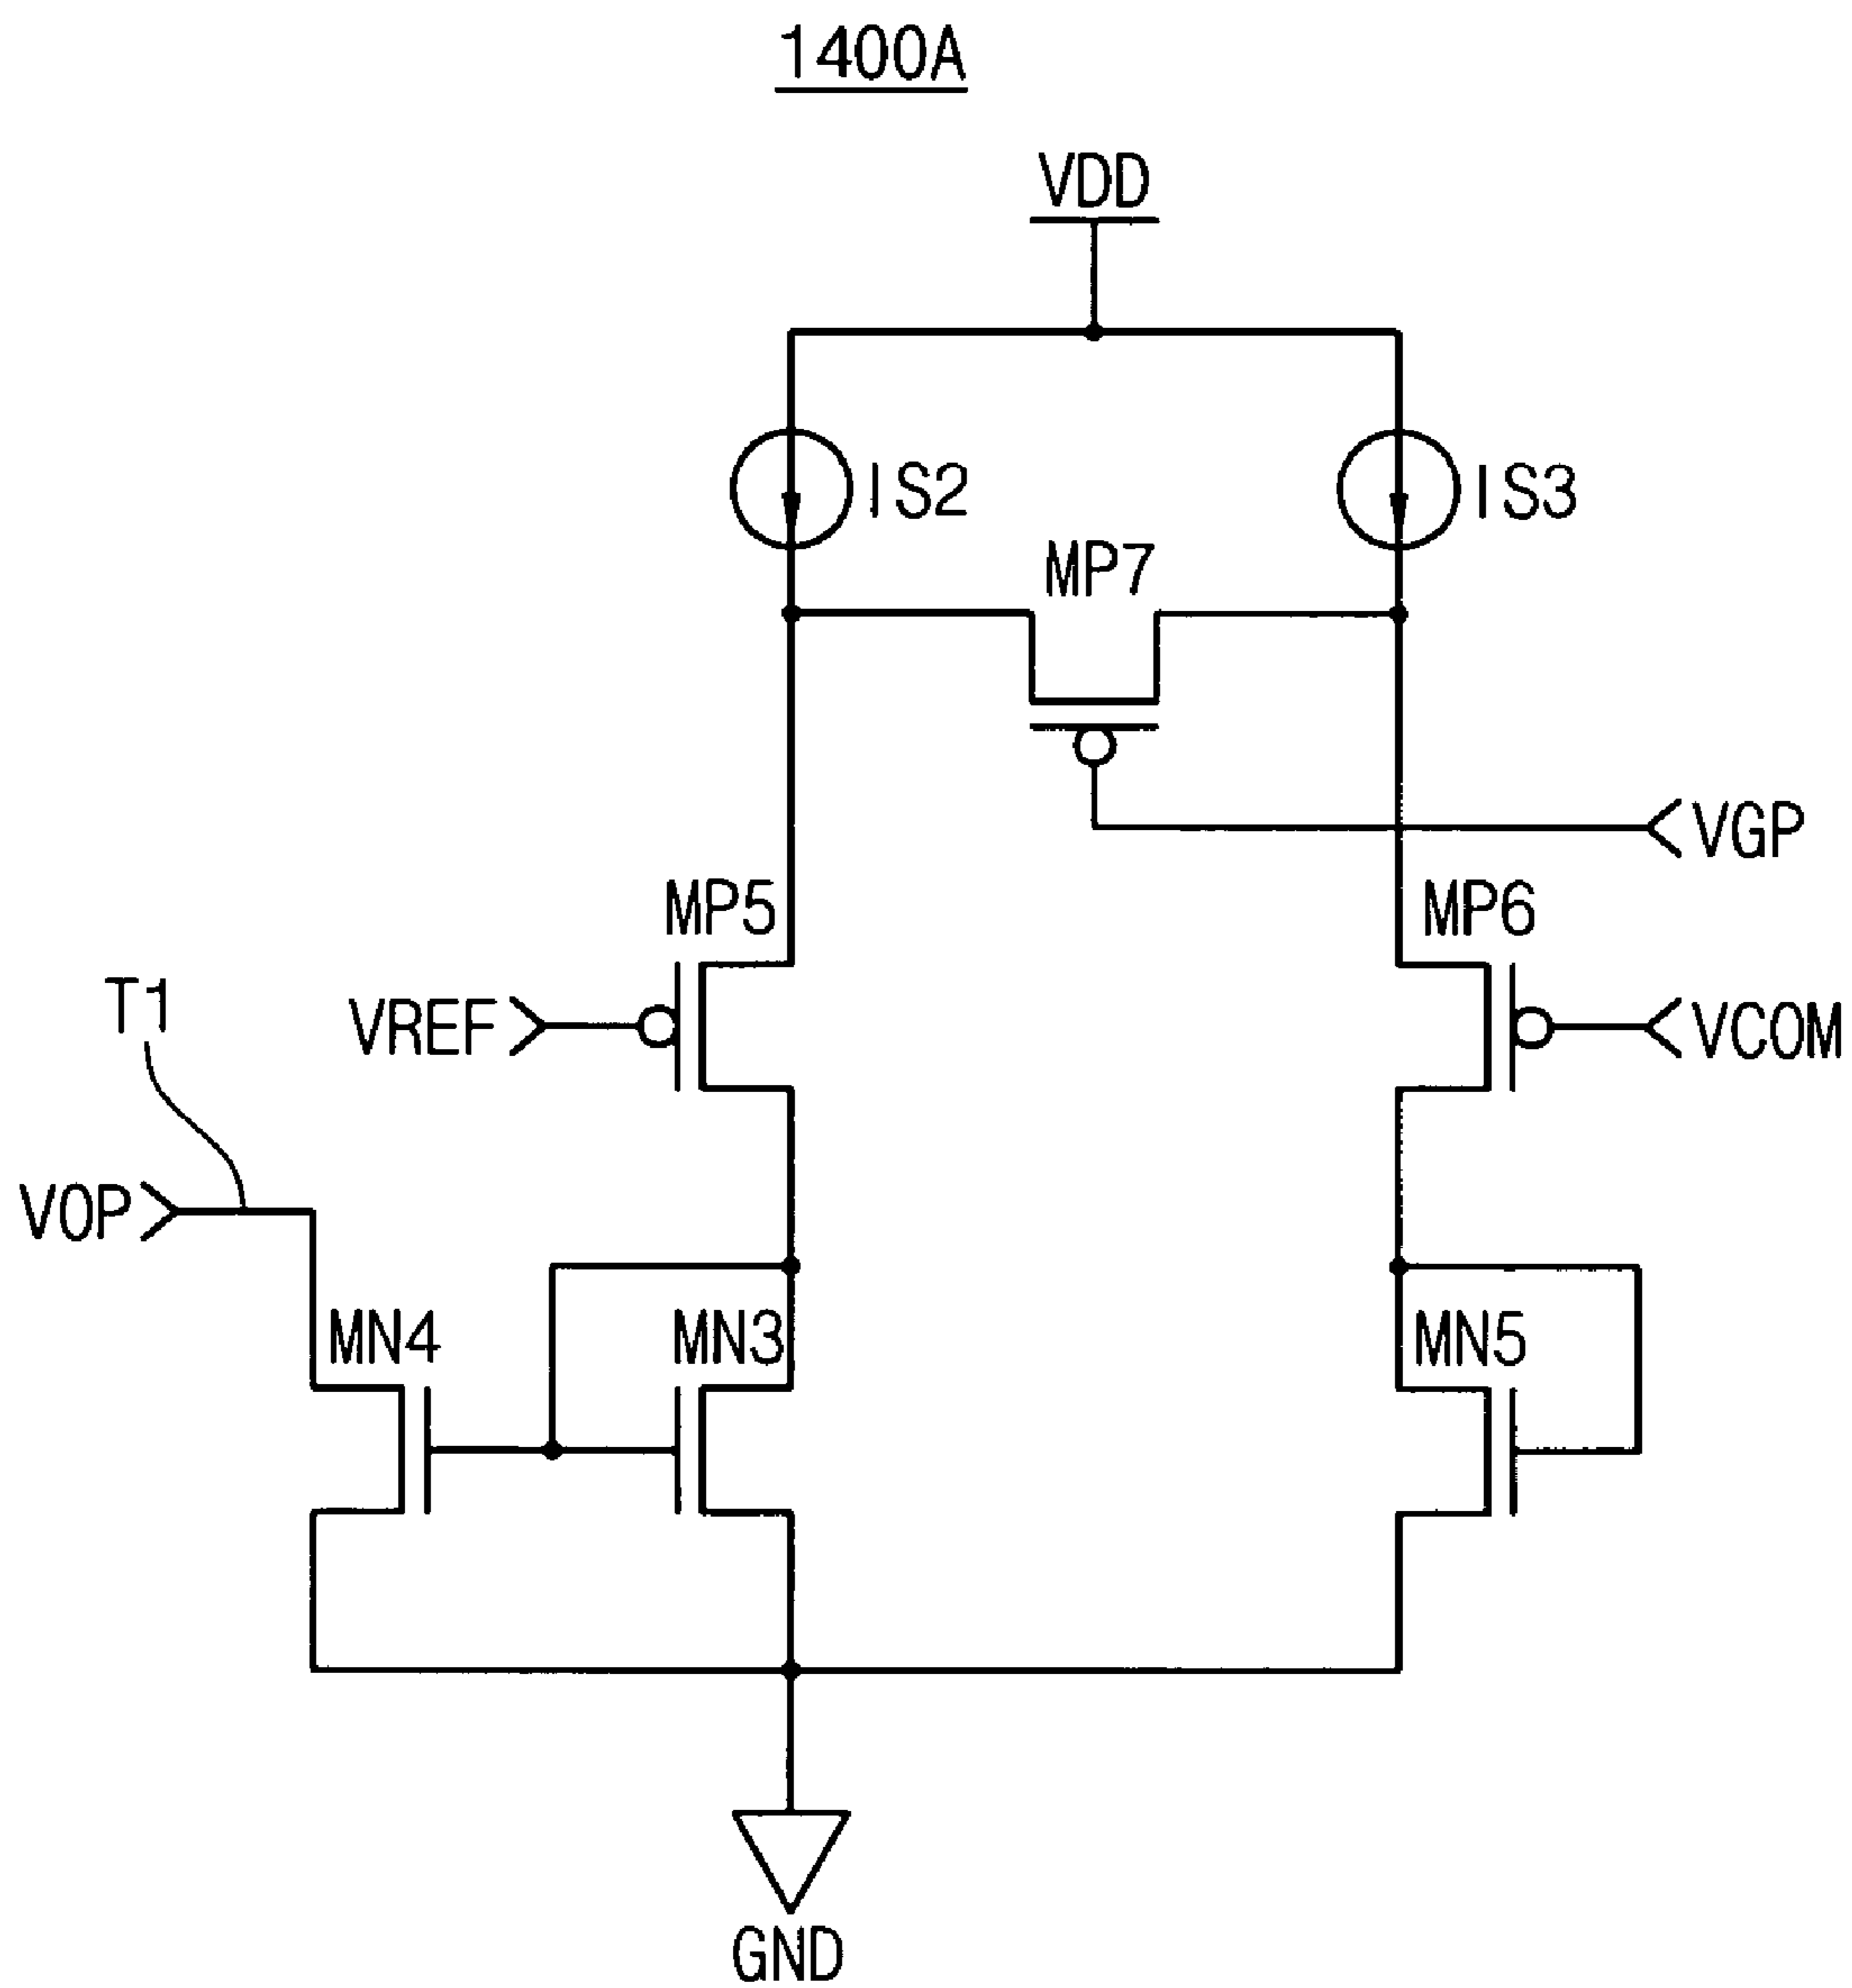 1400A
VDD
IS2
IS3
MP7
VGP
MP5
MP6
T1
VREF
VCOM
VOP
MN4
MN3
MN5
GND